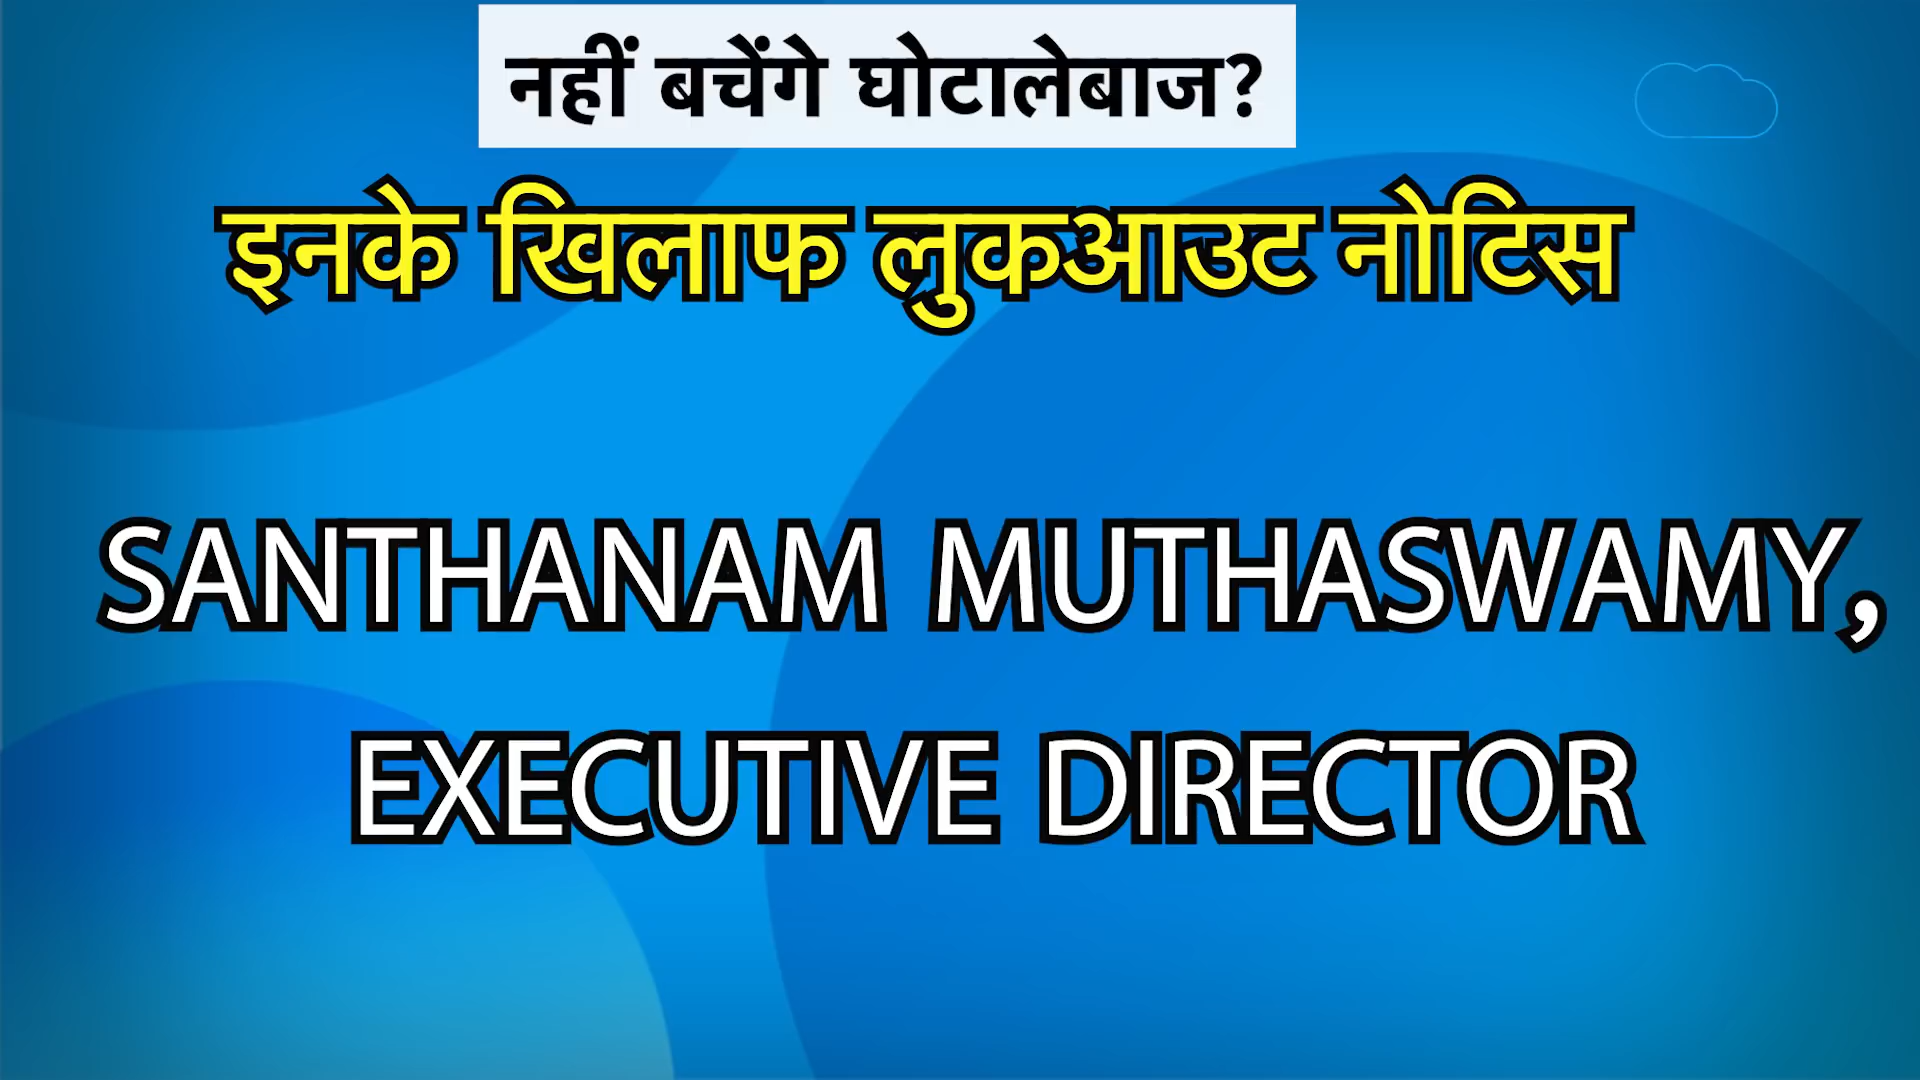 नहीं बचेंगे घोटालेबाज?
इनके खिलाफ लुकआउट नोटिस
SANTHANAM MUTHASWAMY,
EXECUTIVE DIRECTOR